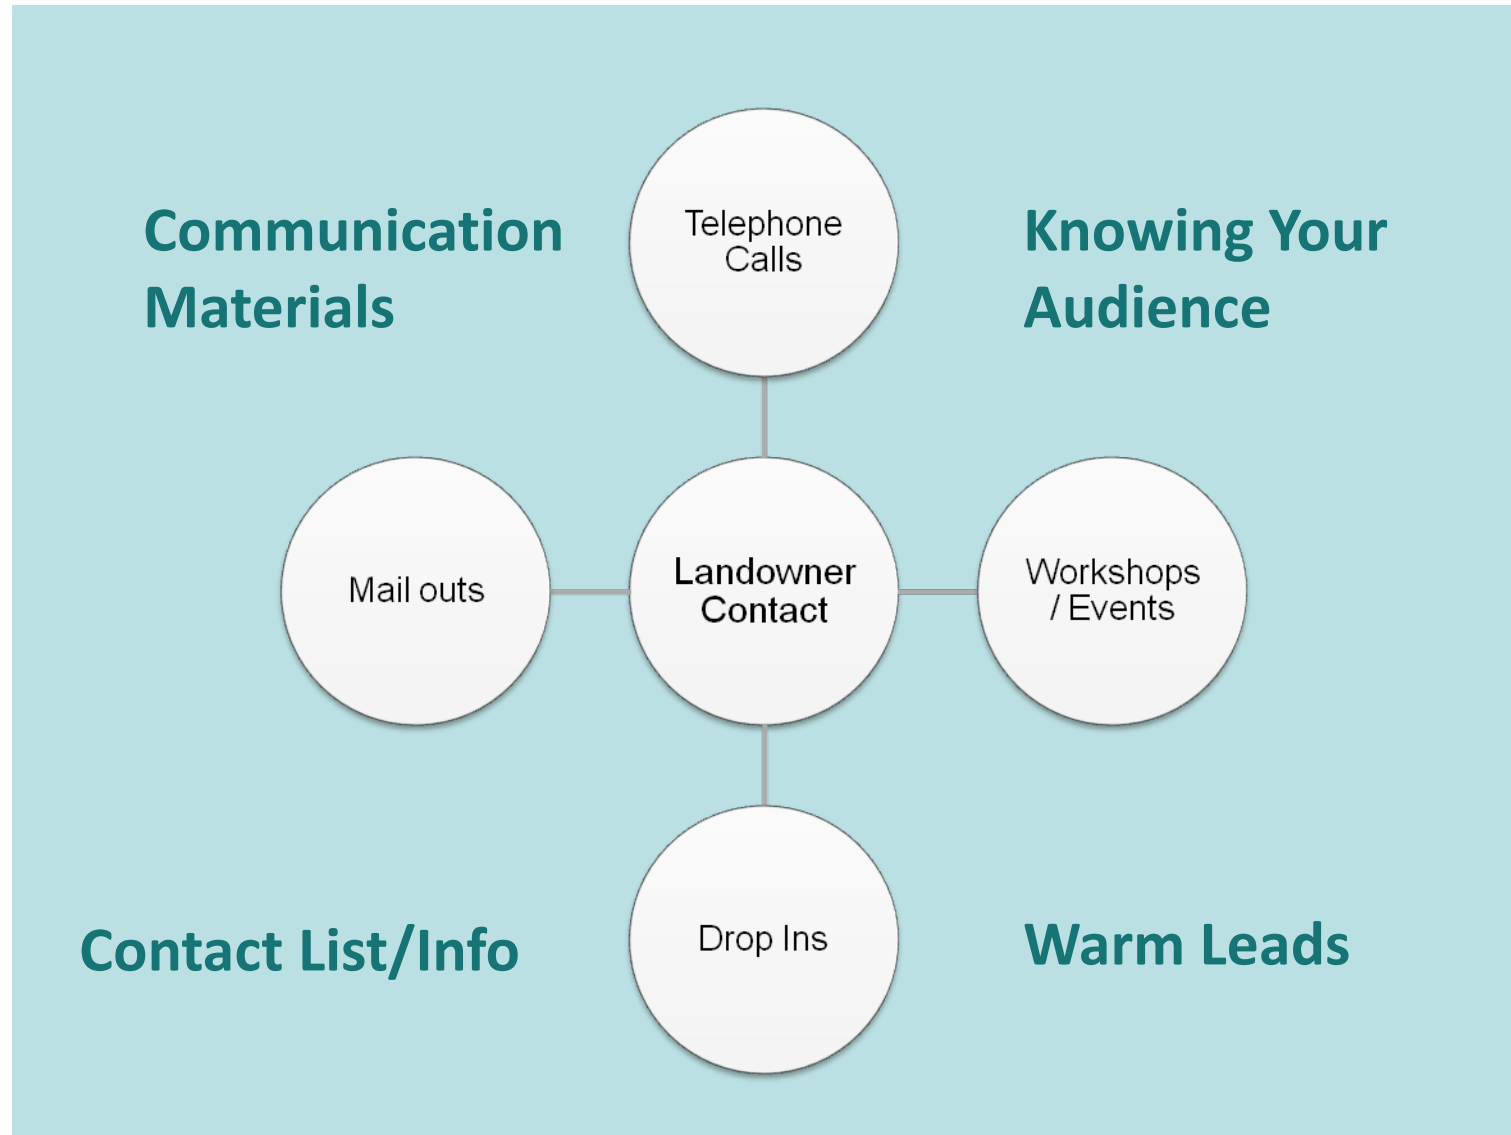 Telephone
Calls
Communication
Materials
Knowing Your
Audience
Mail outs
Landowner
Contact
Workshops
/ Events
Contact List/Info
Drop Ins
Warm Leads